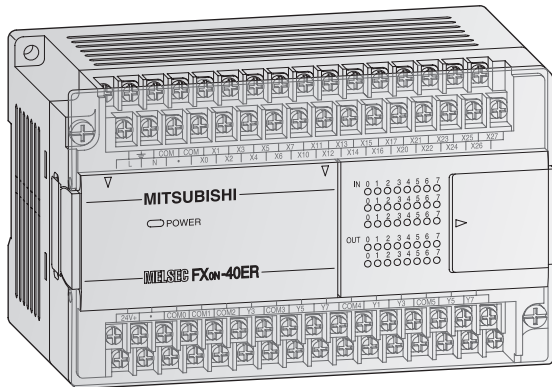 COM COM X1 X3 X5 X7 X11 X13 X15 X17 X21 X23 X25 X27
L N • X0 X2 X4 X6 X10 X12 X14 X16 X20 X22 X24 X26
MITSUBISHI
POWER
MELSEC FX0N-40ER
IN 0 1 2 3 4 5 6 7
0 1 2 3 4 5 6 7
0 1 2 3 4 5 6 7
OUT 0 1 2 3 4 5 6 7
0 1 2 3 4 5 6 7
24V+ • COM0 COM1 COM2 Y3 COM3 Y5 Y7 COM4 Y1 Y3 COM5 Y5 Y7